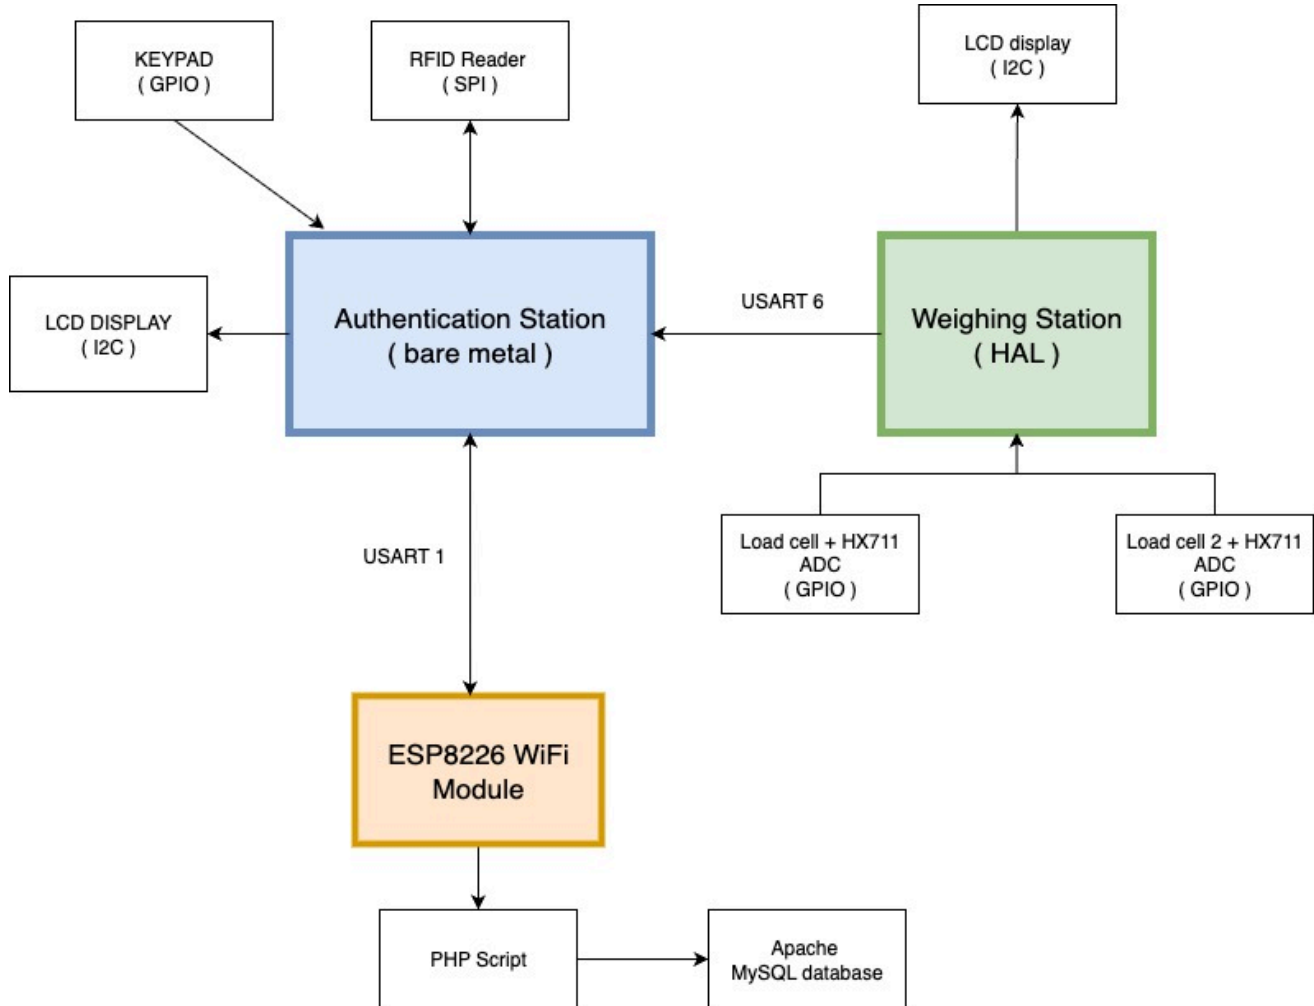 KEYPAD
( GPIO )
RFID Reader
( SPI )
LCD display
( I2C )
LCD DISPLAY
( I2C )
Authentication Station
( bare metal )
USART 6
Weighing Station
( HAL )
USART 1
Load cell + HX711
ADC
( GPIO )
Load cell 2 + HX711
ADC
( GPIO )
ESP8226 WiFi
Module
PHP Script
Apache
MySQL database